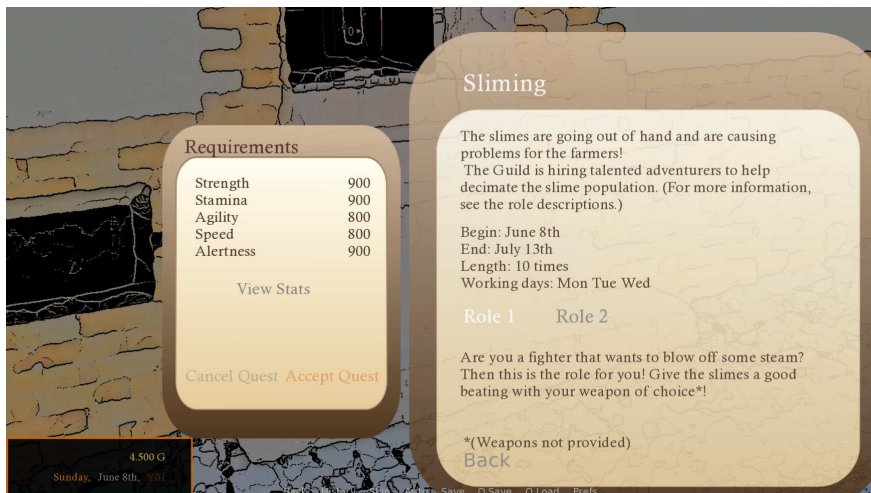 Sliming
The slimes are going out of hand and are causing
problems for the farmers!
The Guild is hiring talented adventurers to help
decimate the slime population. (For more information,
see the role descriptions.)
Begin: June 8th
End: July 13th
Length: 10 times
Working days: Mon Tue Wed
Role 1 Role 2
Are you a fighter that wants to blow off some steam?
Then this is the role for you! Give the slimes a good
beating with your weapon of choice*!
*(Weapons not provided)
Back
Requirements
Strength 900
Stamina 900
Agility 800
Speed 800
Alertness 900
View Stats
Cancel Quest Accept Quest
4.500 G
Sunday, June 8th, Y01
Save Q.Save Q.Load Prefs